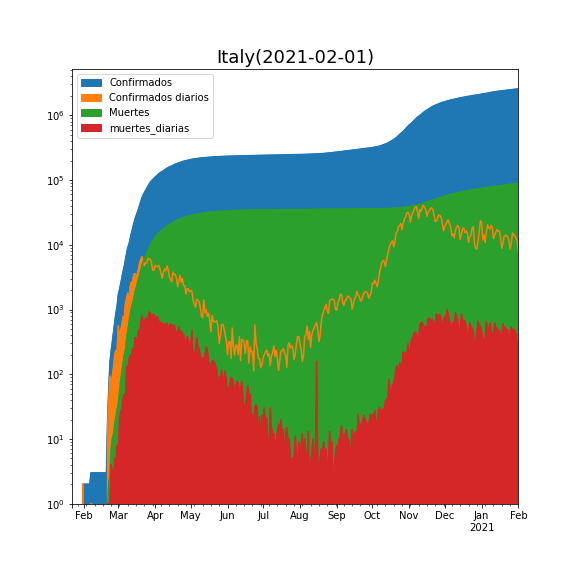 Italy(2021-02-01)
Confirmados
Confirmados diarios
Muertes
muertes_diarias
10⁶
10⁵
10⁴
10³
10²
10¹
10⁰
Feb Mar Apr May Jun Jul Aug Sep Oct Nov Dec Jan Feb
2021